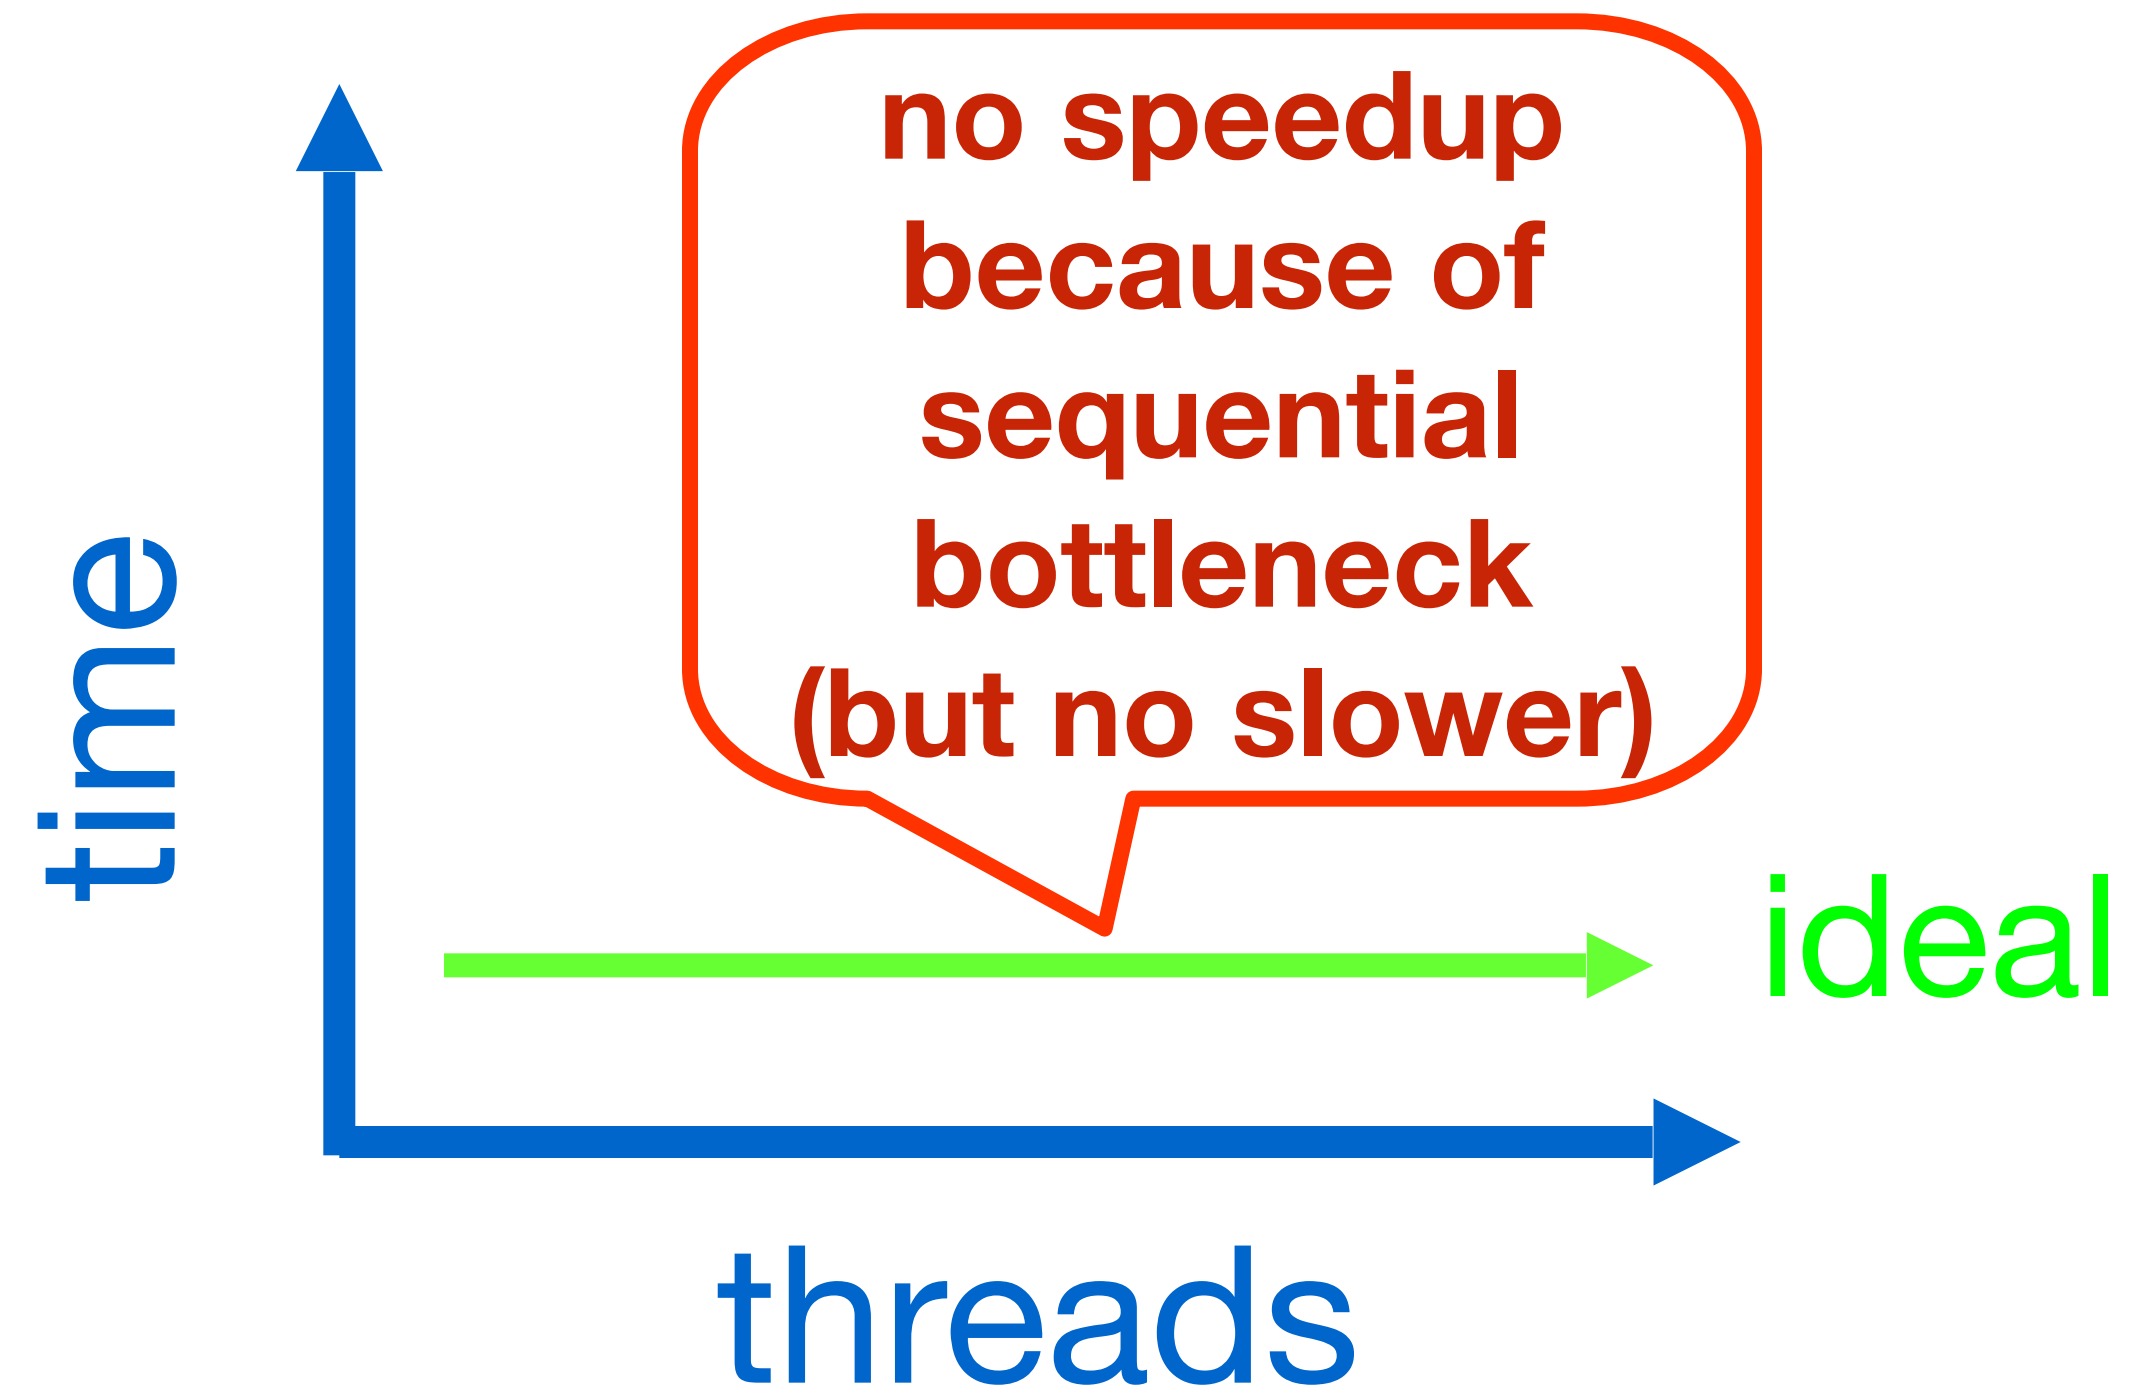 no speedup
because of
sequential
bottleneck
(but no slower)
time
ideal
threads